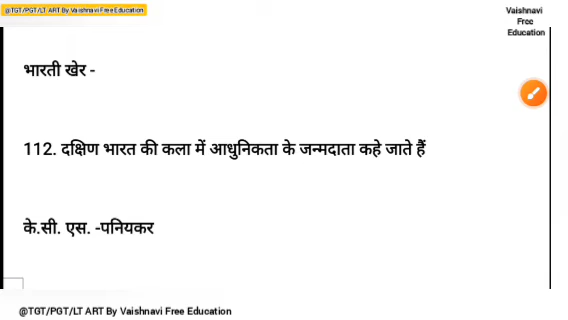 @TGT/PGT/LT ART By Vaishnavi Free Education
Vaishnavi
Free
Education
भारती खेर -
112. दक्षिण भारत की कला में आधुनिकता के जन्मदाता कहे जाते हैं
के.सी. एस. -पनियकर
@TGT/PGT/LT ART By Vaishnavi Free Education